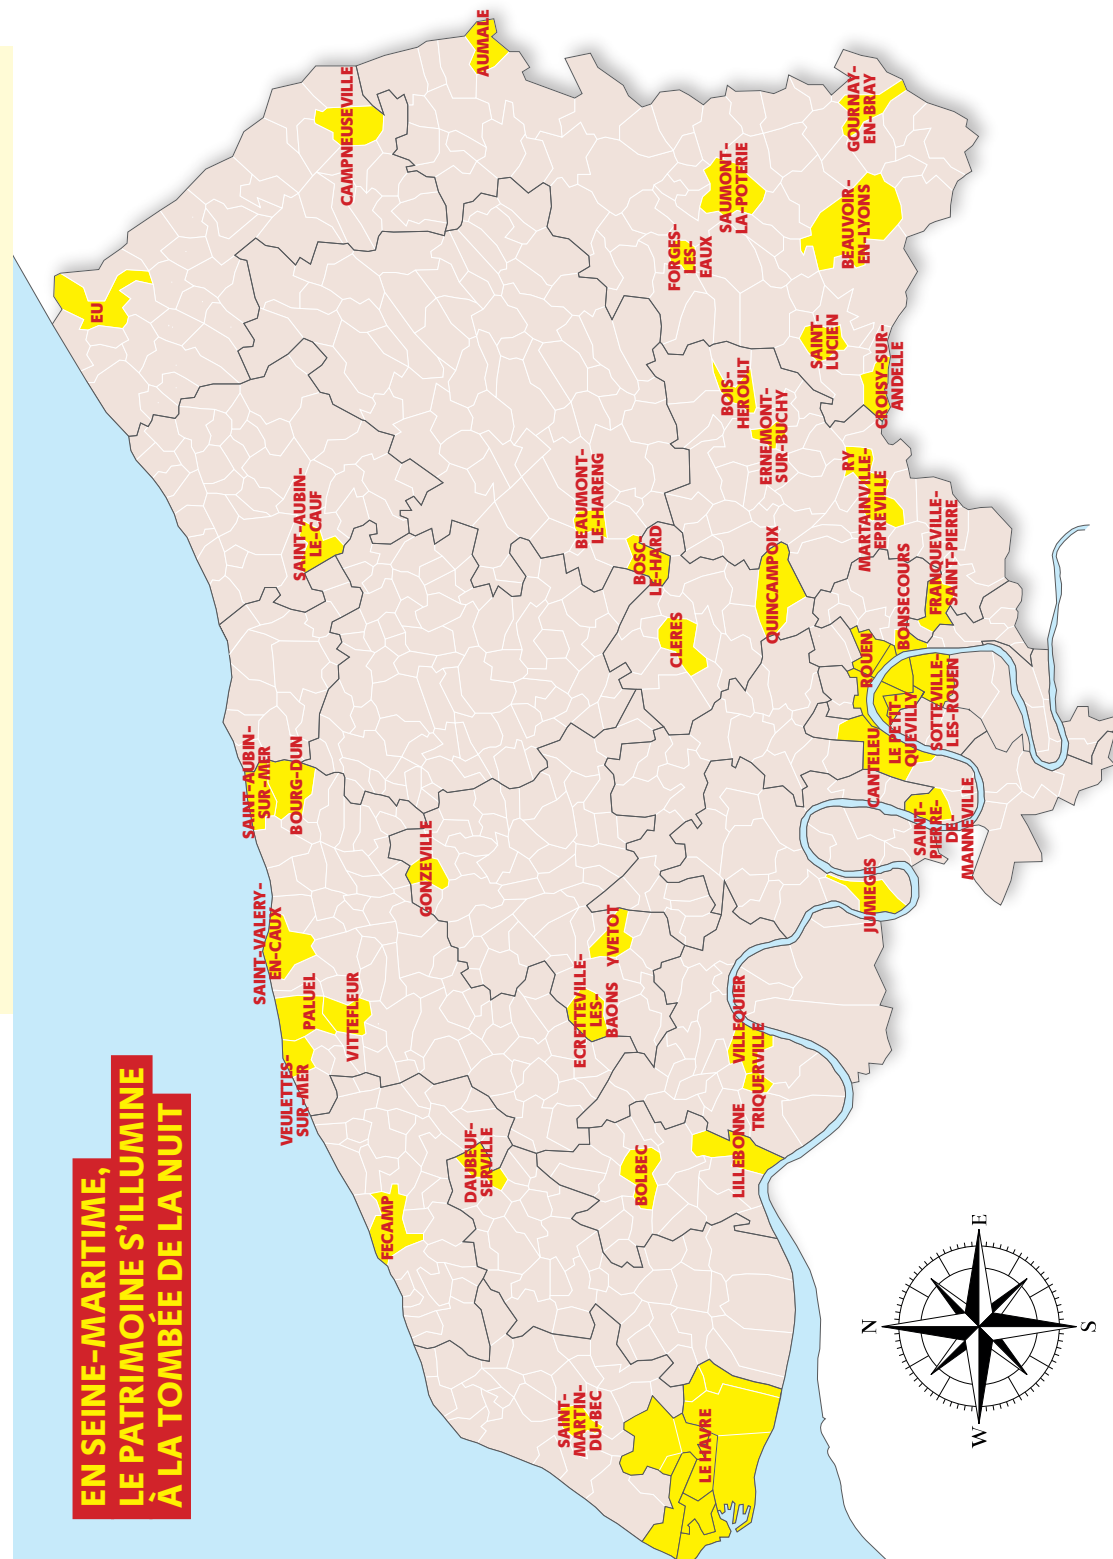 EN SEINE-MARITIME,
LE PATRIMOINE S'ILLUMINE
À LA TOMBÉE DE LA NUIT
EU
CAMPNEUSEVILLE
AUMALE
SAINT-AUBIN-
LE-CAUF
SAINT-AUBIN-
SUR-MER
BOURG-DUN
SAINT-VALERY-
EN-CAUX
PALUEL
VITTEFLEUR
VEULETTES-
SUR-MER
FECAMP
GONZEVILLE
DAUBEUF-
SERVILLE
ECRETTEVILLE-
LES-
BAONS
YVETOT
BEAUMONT-
LE-HARENG
BOSC-
LE-HARD
CLERES
FORGES-
LES-
EAUX
SAUMONT-
LA-POTERIE
GOURNAY-
EN-BRAY
BEAUVOIR-
EN-LYONS
SAINT-
LUCIEN
CROISY-SUR-
ANDELLE
BOIS-
HEROULT
ERNEMONT-
SUR-BUCHY
RY
MARTAINVILLE-
EPREVILLE
QUINCAMPOIX
FRANQUEVILLE-
SAINT-PIERRE
BONSECOURS
ROUEN
LE PETIT-
QUEVILLY
SOTTEVILLE-
LES-ROUEN
CANTELEU
SAINT-
PIERRE-
DE-
MANNEVILLE
JUMIEGES
VILLEQUIER
TRIQUERVILLE
LILLEBONNE
BOLBEC
SAINT-
MARTIN-
DU-BEC
LE HAVRE
N
E
S
W